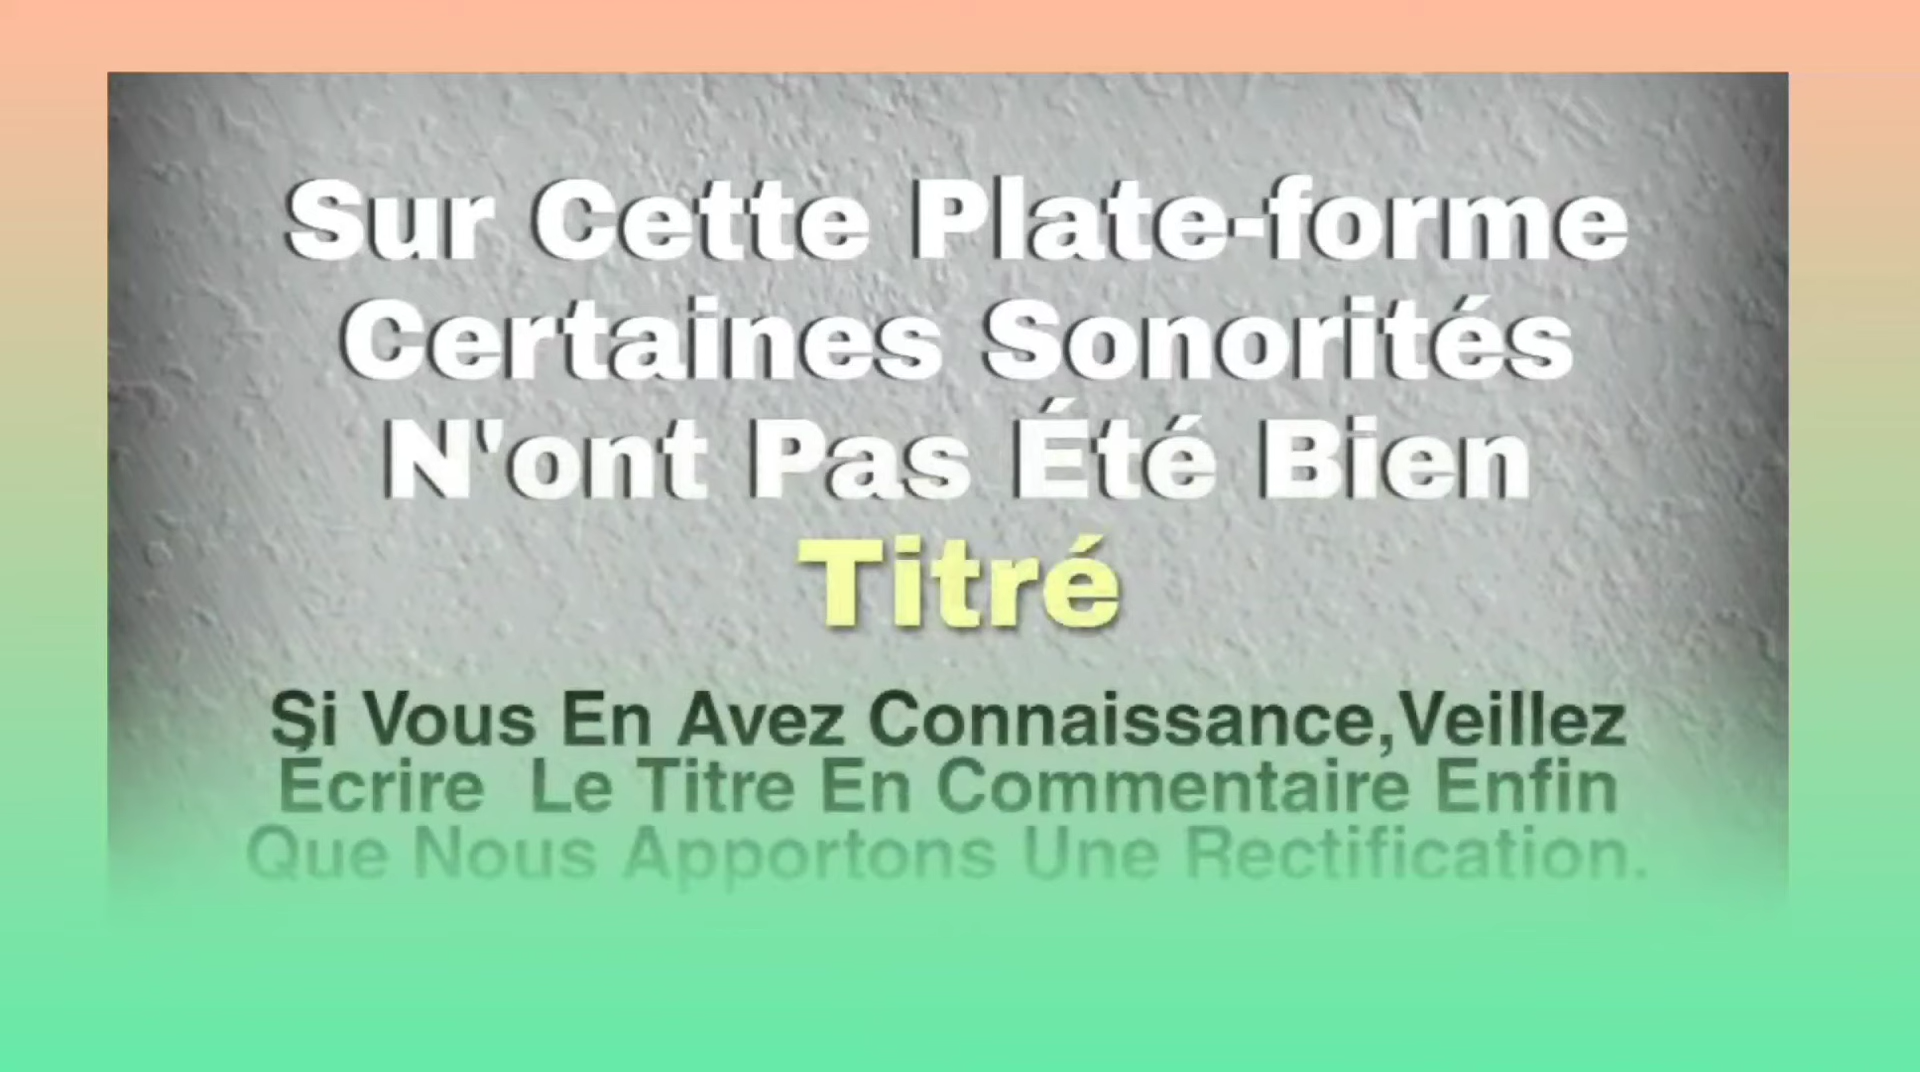 Sur Cette Plate-forme
Certaines Sonorités
N'ont Pas Été Bien
Titré
Si Vous En Avez Connaissance,Veillez
Écrire  Le Titre En Commentaire Enfin
Que Nous Apportons Une Rectification.